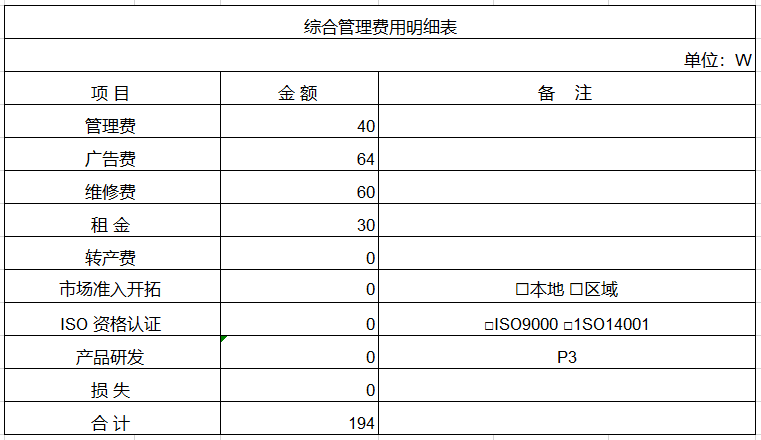 综合管理费用明细表
单位：W
项 目 金 额 备 注
管理费 40
广告费 64
维修费 60
租 金 30
转产费 0
市场准入开拓 0 □本地 □区域
ISO 资格认证 0 □ISO9000 □1SO14001
产品研发 0 P3
损 失 0
合 计 194